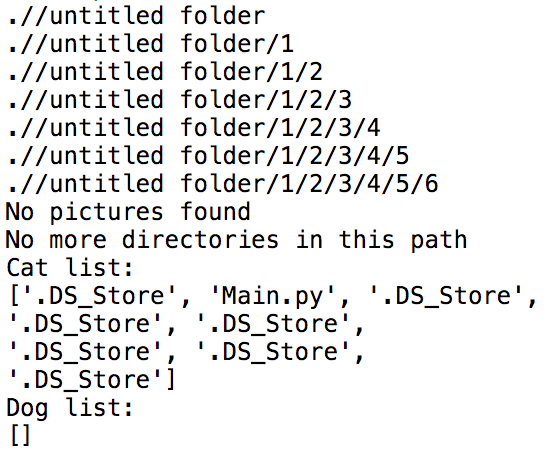 .//untitled folder
.//untitled folder/1
.//untitled folder/1/2
.//untitled folder/1/2/3
.//untitled folder/1/2/3/4
.//untitled folder/1/2/3/4/5
.//untitled folder/1/2/3/4/5/6
No pictures found
No more directories in this path
Cat list:
['.DS_Store', 'Main.py', '.DS_Store',
'.DS_Store', '.DS_Store',
'.DS_Store', '.DS_Store',
'.DS_Store']
Dog list:
[]